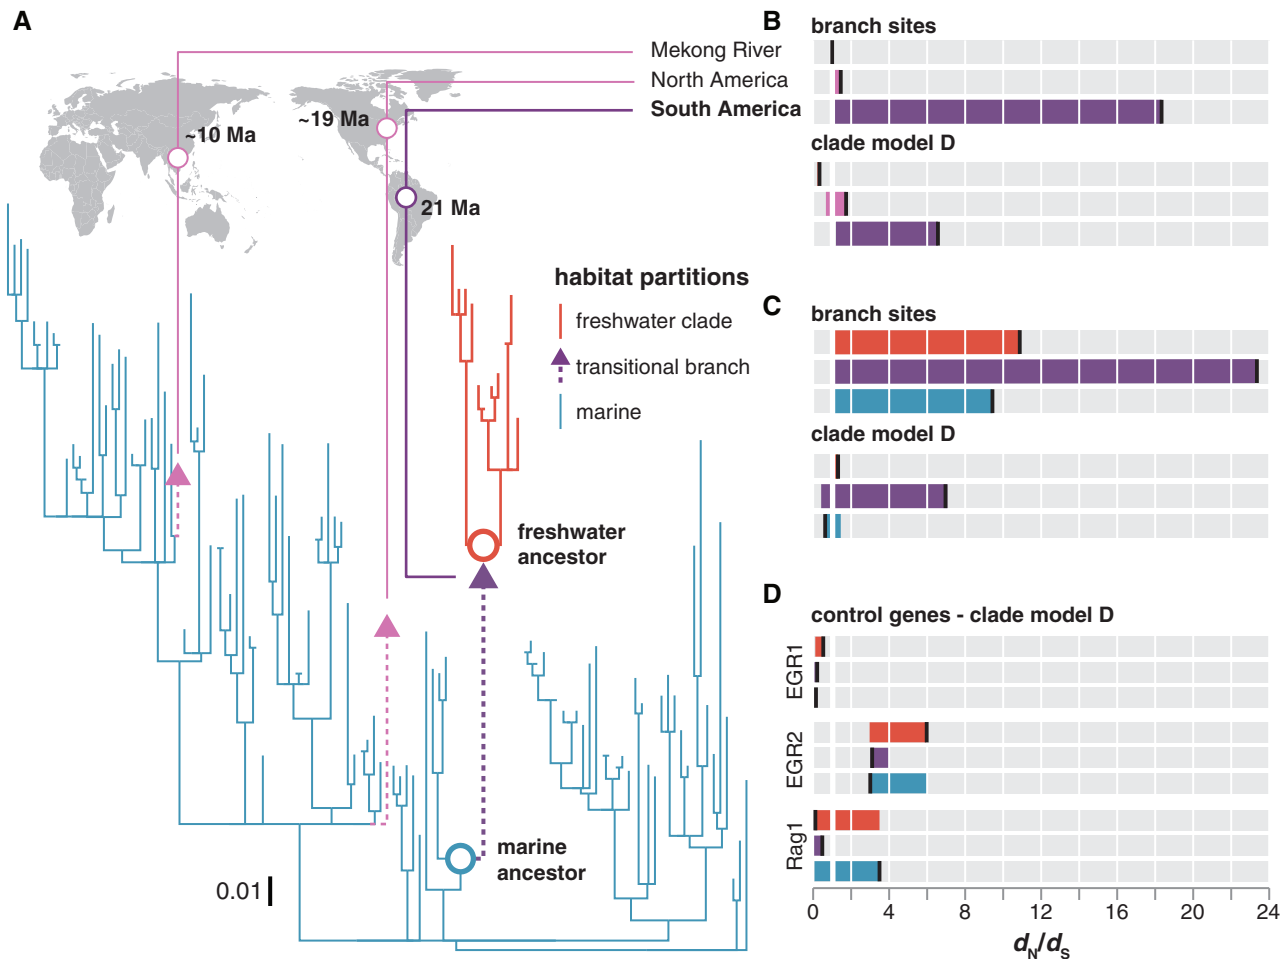 A
Mekong River
North America
South America
~10 Ma
~19 Ma
21 Ma
habitat partitions
freshwater clade
transitional branch
marine
freshwater
ancestor
marine
ancestor
0.01
B
branch sites
clade model D
C
branch sites
clade model D
D
control genes - clade model D
EGR1
EGR2
Rag1
0 4 8 12 16 20 24
dN/dS